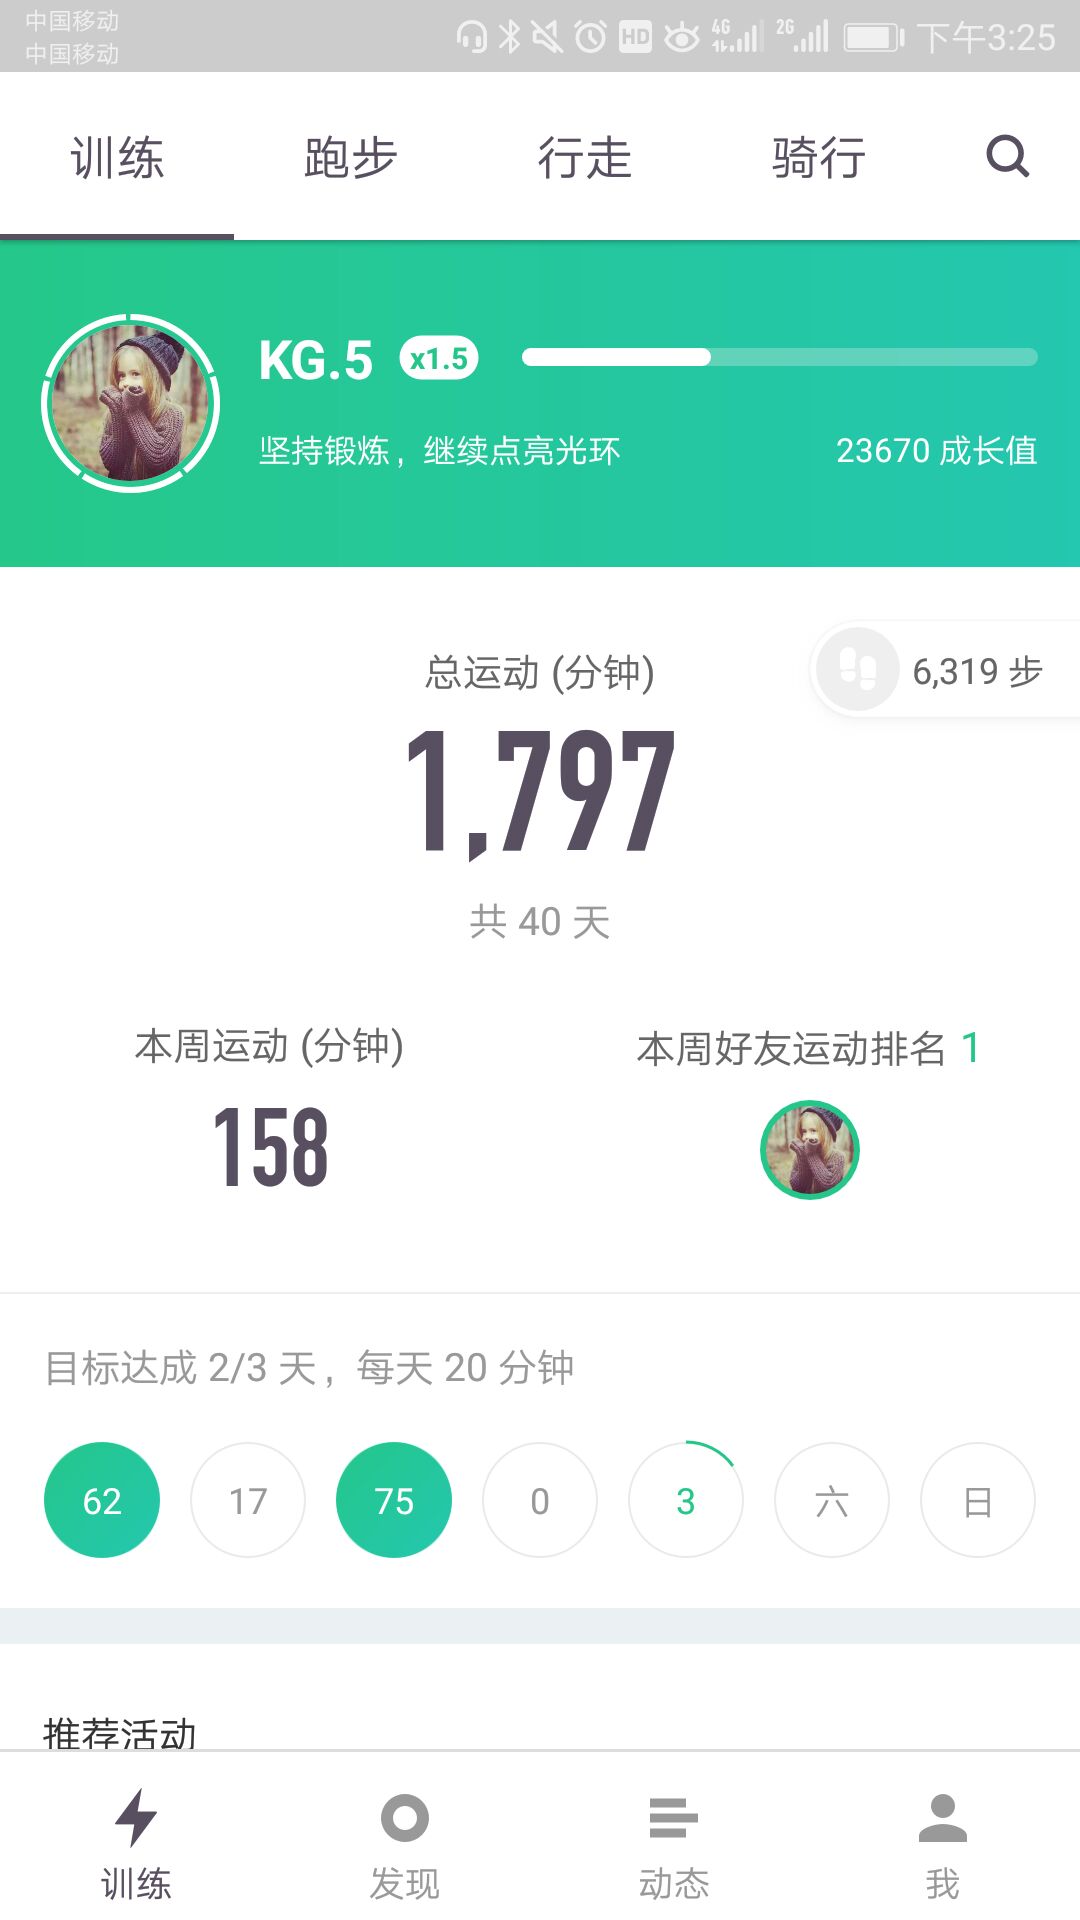 中国移动
中国移动
HD 4G 2G 下午3:25
训练 跑步 行走 骑行
KG.5 x1.5
坚持锻炼，继续点亮光环 23670 成长值
总运动 (分钟)
6,319 步
1,797
共 40 天
本周运动 (分钟) 本周好友运动排名 1
158
目标达成 2/3 天，每天 20 分钟
62 17 75 0 3 六 日
推荐活动
训练 发现 动态 我